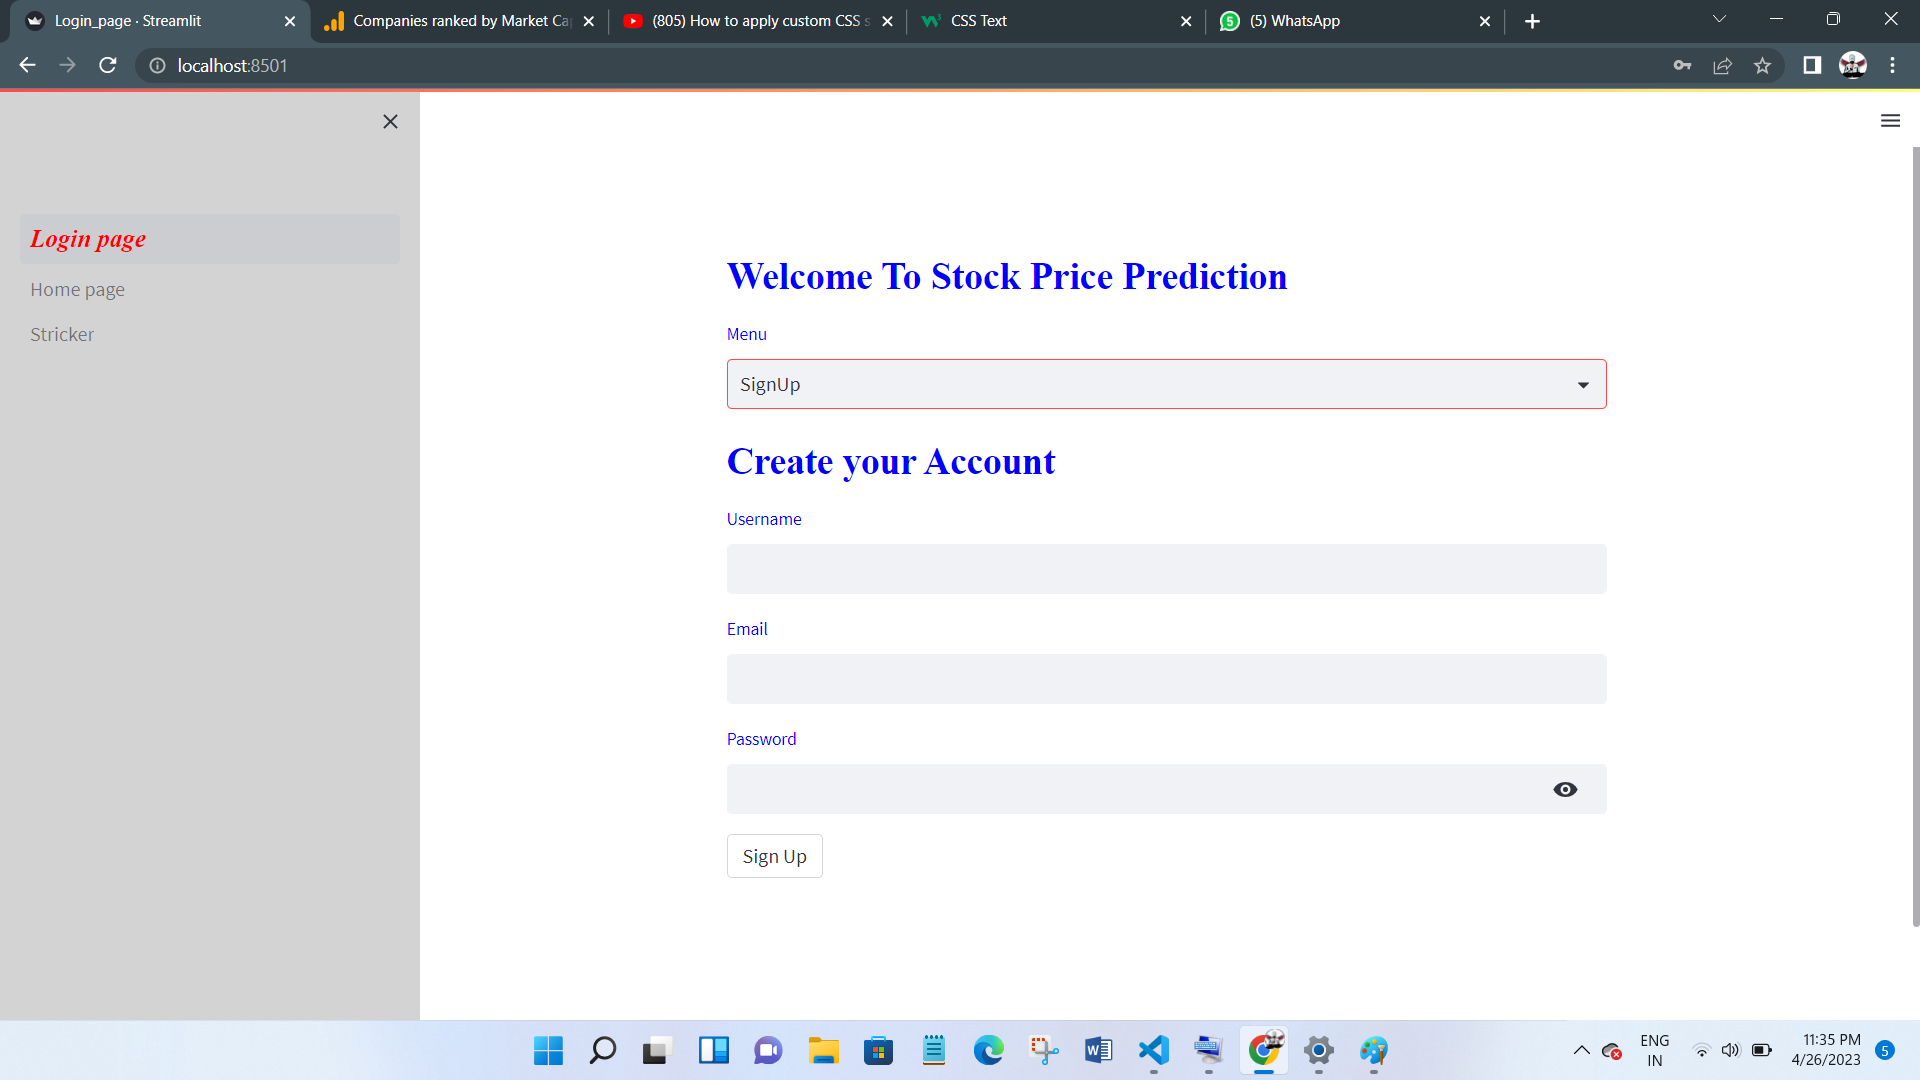 Login_page · Streamlit
Companies ranked by Market Ca
(805) How to apply custom CSS s
CSS Text
5
(5) WhatsApp
localhost:8501
Login page
Home page
Stricker
Welcome To Stock Price Prediction
Menu
SignUp
Create your Account
Username
Email
Password
Sign Up
ENG
IN
11:35 PM
4/26/2023
5